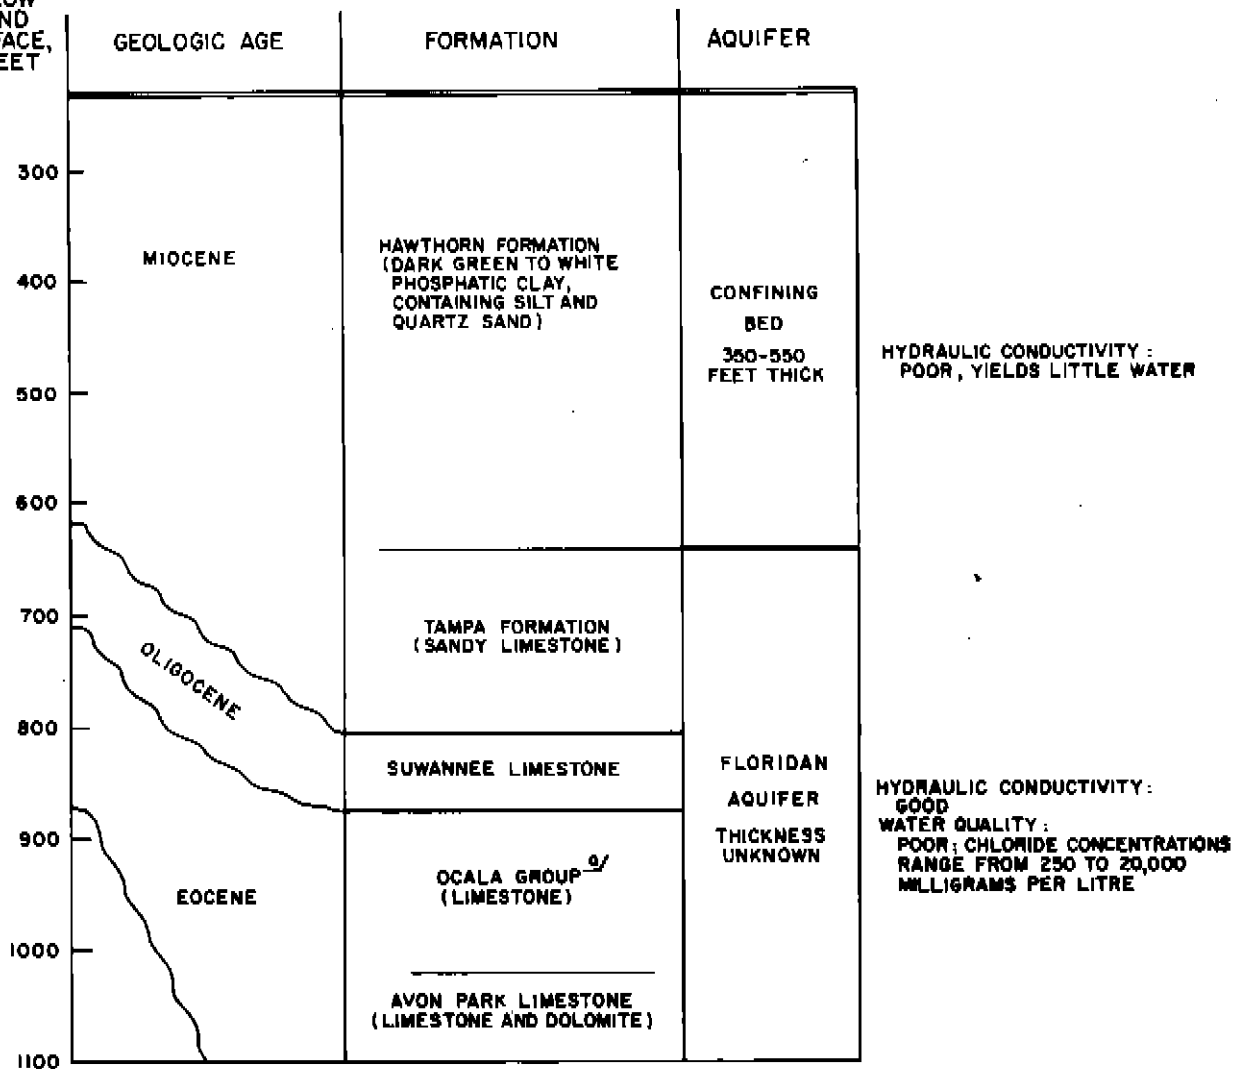 ND
FACE,
EET
GEOLOGIC AGE
FORMATION
AQUIFER
300
400
500
600
700
800
900
1000
1100
MIOCENE
OLIGOCENE
EOCENE
HAWTHORN FORMATION
(DARK GREEN TO WHITE
PHOSPHATIC CLAY,
CONTAINING SILT AND
QUARTZ SAND)
TAMPA FORMATION
(SANDY LIMESTONE)
SUWANNEE LIMESTONE
OCALA GROUP a/
(LIMESTONE)
AVON PARK LIMESTONE
(LIMESTONE AND DOLOMITE)
CONFINING
BED
350-550
FEET THICK
FLORIDAN
AQUIFER
THICKNESS
UNKNOWN
HYDRAULIC CONDUCTIVITY:
POOR, YIELDS LITTLE WATER
HYDRAULIC CONDUCTIVITY:
GOOD
WATER QUALITY:
POOR; CHLORIDE CONCENTRATIONS
RANGE FROM 250 TO 20,000
MILLIGRAMS PER LITRE